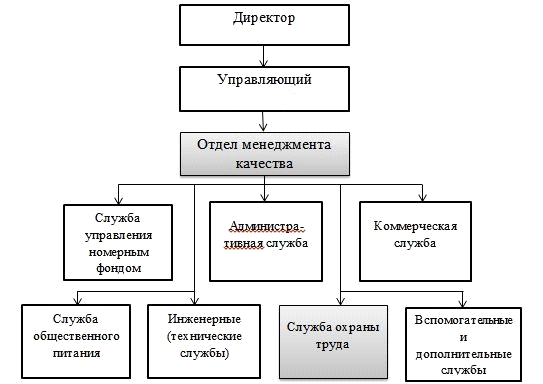 Директор
Управляющий
Отдел менеджмента
качества
Служба
управления
номерным
фондом
Администра-
тивная служба
Коммерческая
служба
Служба
общественного
питания
Инженерные
(технические
службы)
Служба охраны
труда
Вспомогательные
и
дополнительные
службы